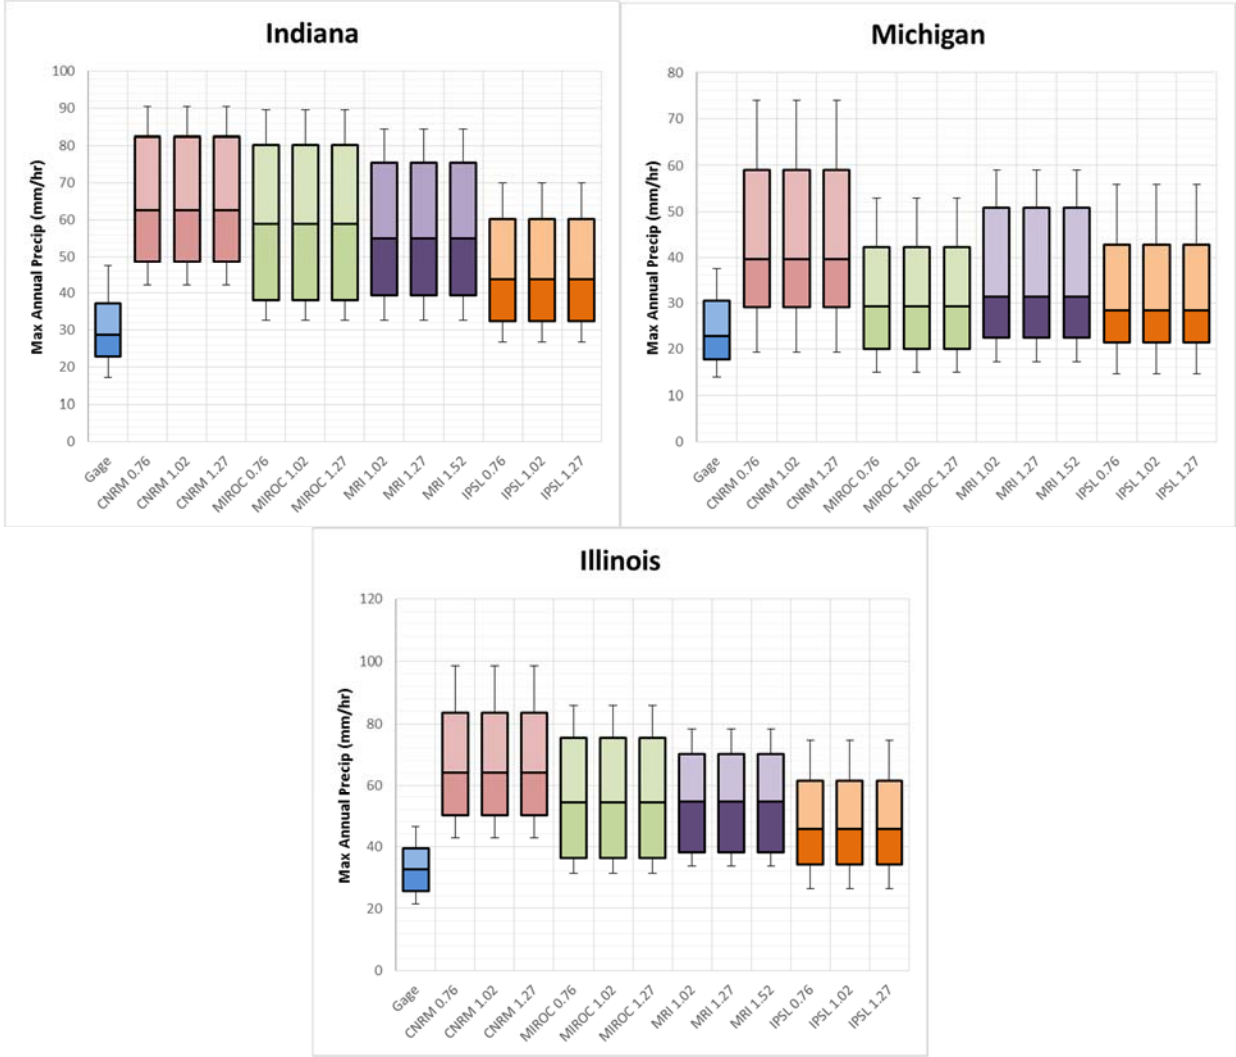 Indiana
Max Annual Precip (mm/hr)
100
90
80
70
60
50
40
30
20
10
0
Gage
CNRM 0.76
CNRM 1.02
CNRM 1.27
MIROC 0.76
MIROC 1.02
MIROC 1.27
MRI 1.02
MRI 1.27
MRI 1.52
IPSL 0.76
IPSL 1.02
IPSL 1.27
Michigan
Max Annual Precip (mm/hr)
80
70
60
50
40
30
20
10
0
Gage
CNRM 0.76
CNRM 1.02
CNRM 1.27
MIROC 0.76
MIROC 1.02
MIROC 1.27
MRI 1.02
MRI 1.27
MRI 1.52
IPSL 0.76
IPSL 1.02
IPSL 1.27
Illinois
Max Annual Precip (mm/hr)
120
100
80
60
40
20
0
Gage
CNRM 0.76
CNRM 1.02
CNRM 1.27
MIROC 0.76
MIROC 1.02
MIROC 1.27
MRI 1.02
MRI 1.27
MRI 1.52
IPSL 0.76
IPSL 1.02
IPSL 1.27